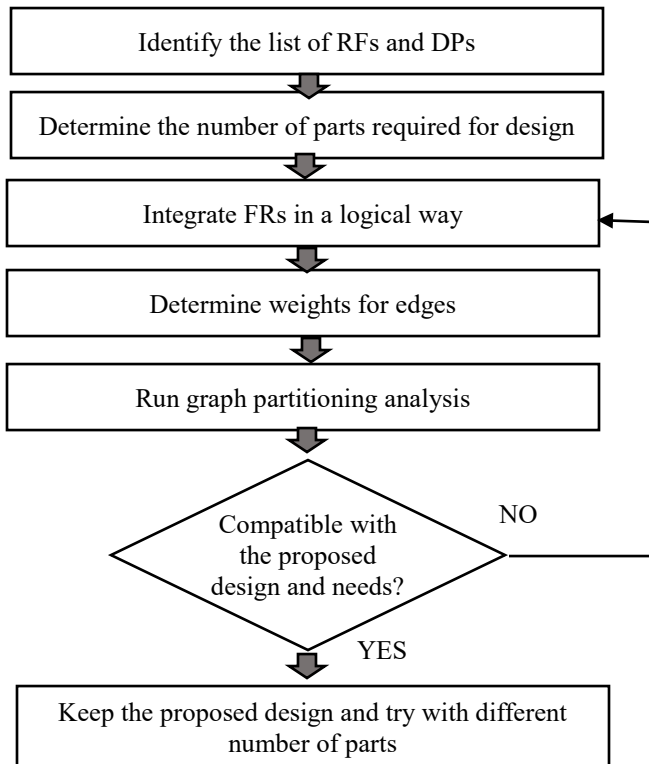 Identify the list of RFs and DPs
Determine the number of parts required for design
Integrate FRs in a logical way
Determine weights for edges
Run graph partitioning analysis
Compatible with
the proposed
design and needs?
NO
YES
Keep the proposed design and try with different
number of parts